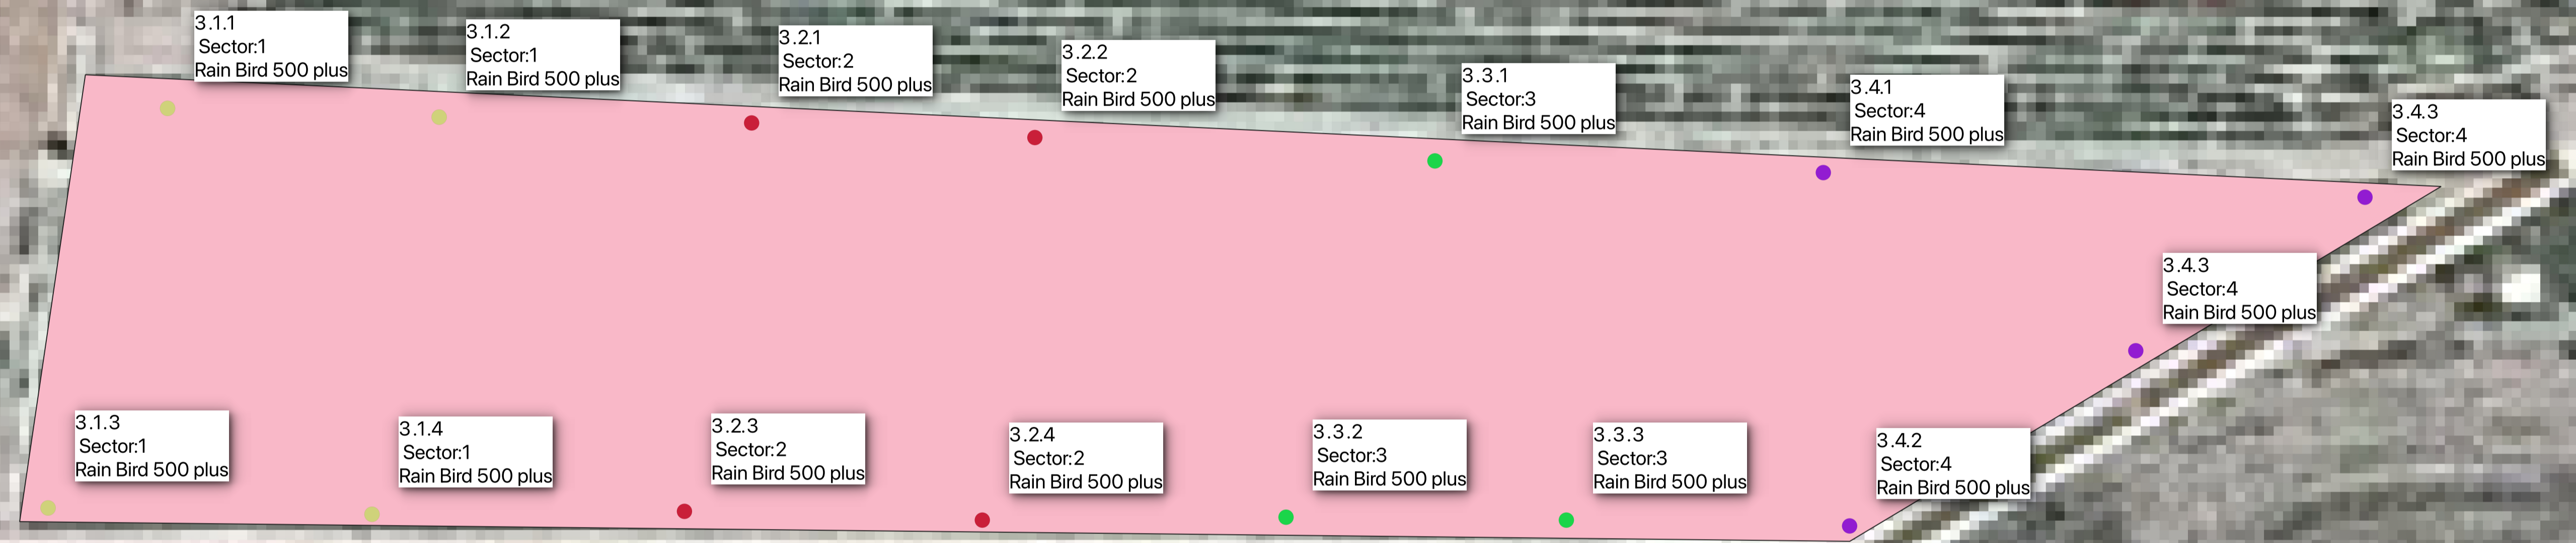 3.1.1
Sector:1
Rain Bird 500 plus
3.1.2
Sector:1
Rain Bird 500 plus
3.2.1
Sector:2
Rain Bird 500 plus
3.2.2
Sector:2
Rain Bird 500 plus
3.3.1
Sector:3
Rain Bird 500 plus
3.4.1
Sector:4
Rain Bird 500 plus
3.4.3
Sector:4
Rain Bird 500 plus
3.4.3
Sector:4
Rain Bird 500 plus
3.1.3
Sector:1
Rain Bird 500 plus
3.1.4
Sector:1
Rain Bird 500 plus
3.2.3
Sector:2
Rain Bird 500 plus
3.2.4
Sector:2
Rain Bird 500 plus
3.3.2
Sector:3
Rain Bird 500 plus
3.3.3
Sector:3
Rain Bird 500 plus
3.4.2
Sector:4
Rain Bird 500 plus